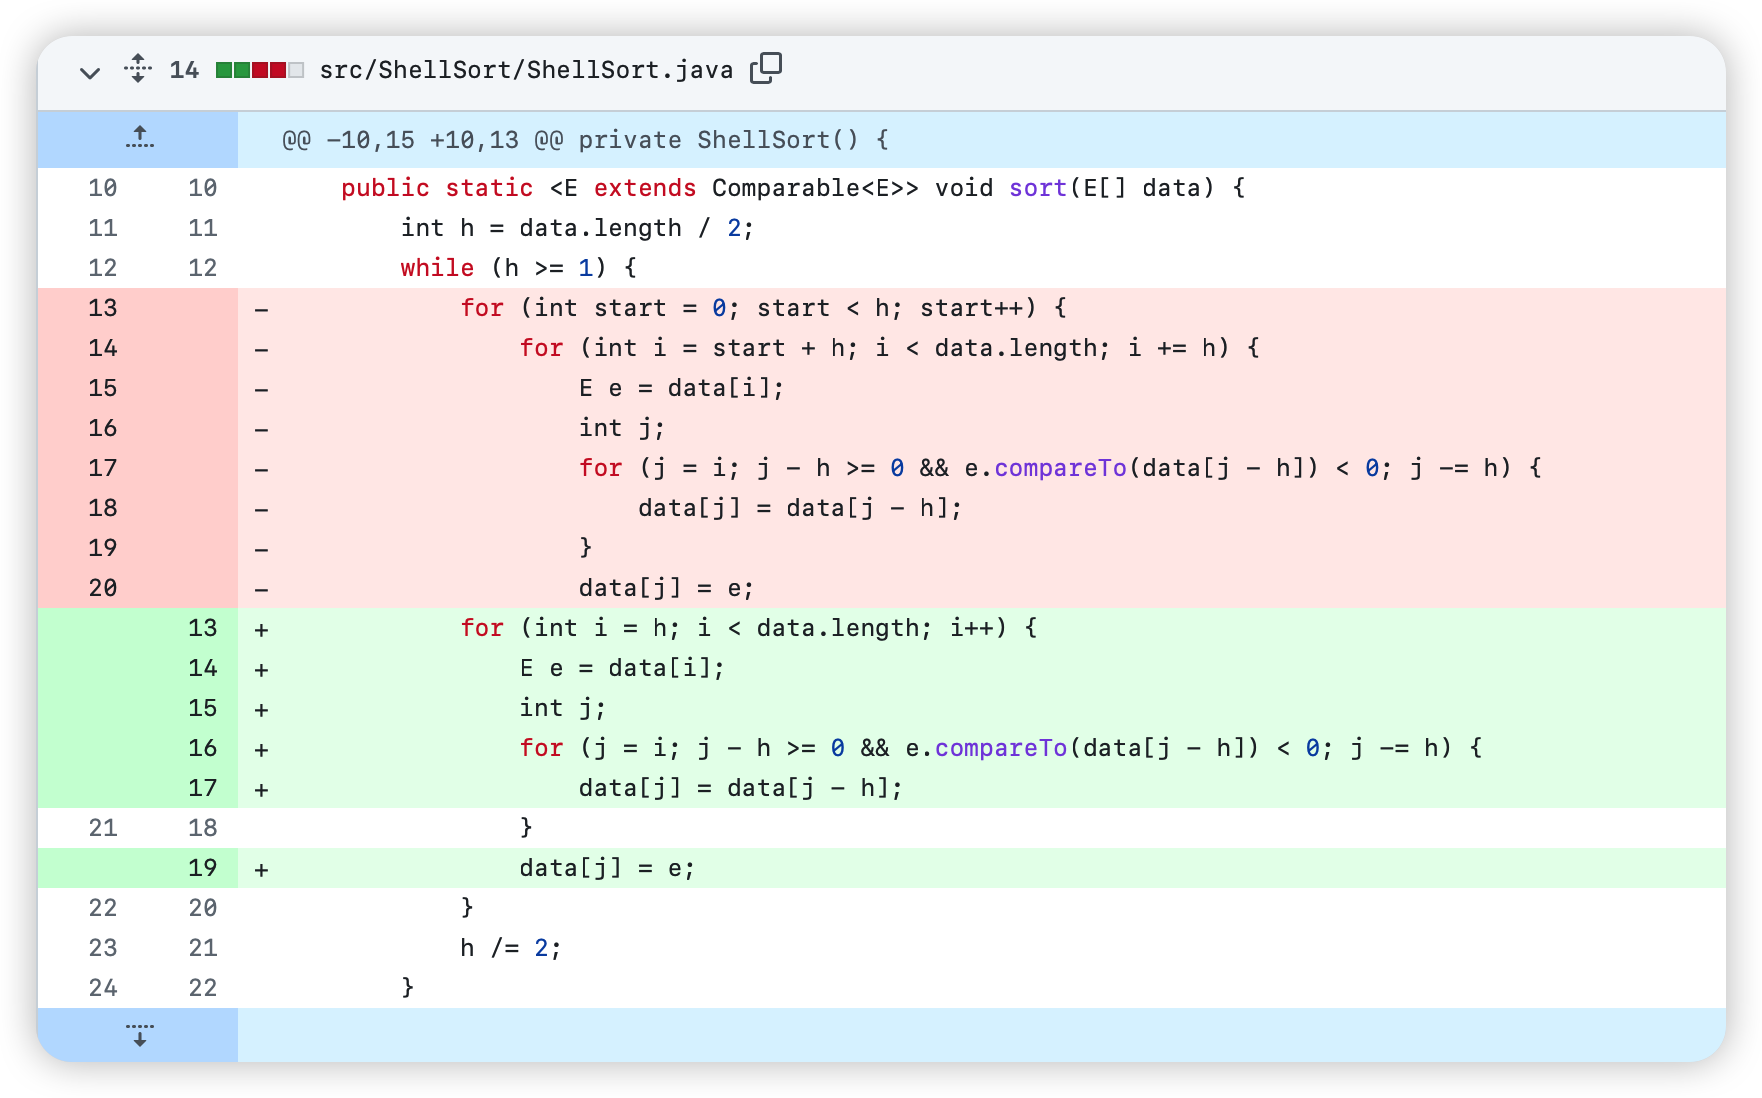 14 src/ShellSort/ShellSort.java
@@ -10,15 +10,13 @@ private ShellSort() {
10 10 public static <E extends Comparable<E>> void sort(E[] data) {
11 11 int h = data.length / 2;
12 12 while (h >= 1) {
13 - for (int start = 0; start < h; start++) {
14 - for (int i = start + h; i < data.length; i += h) {
15 - E e = data[i];
16 - int j;
17 - for (j = i; j - h >= 0 && e.compareTo(data[j - h]) < 0; j -= h) {
18 - data[j] = data[j - h];
19 - }
20 - data[j] = e;
13 + for (int i = h; i < data.length; i++) {
14 + E e = data[i];
15 + int j;
16 + for (j = i; j - h >= 0 && e.compareTo(data[j - h]) < 0; j -= h) {
17 + data[j] = data[j - h];
21 18 }
19 + data[j] = e;
22 20 }
23 21 h /= 2;
24 22 }